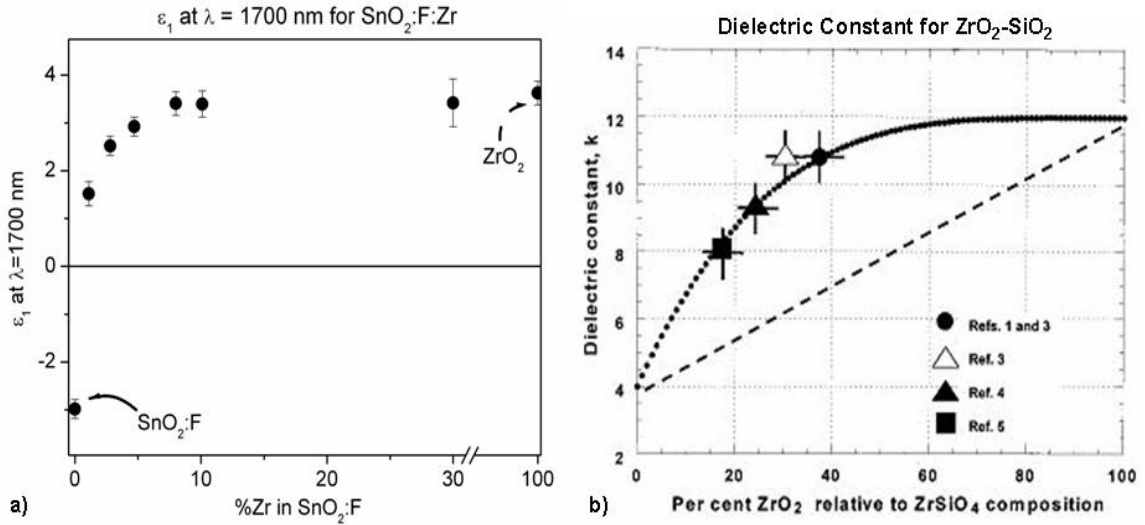 ε₁ at λ = 1700 nm for SnO₂:F:Zr
ε₁ at λ=1700 nm
4
2
0
-2
ZrO₂
SnO₂:F
0
10
20
30
100
%Zr in SnO₂:F
a)
Dielectric Constant for ZrO₂-SiO₂
Dielectric constant, k
14
12
10
8
6
4
2
Refs. 1 and 3
Ref. 3
Ref. 4
Ref. 5
0
20
40
60
80
100
Per cent ZrO₂ relative to ZrSiO₄ composition
b)